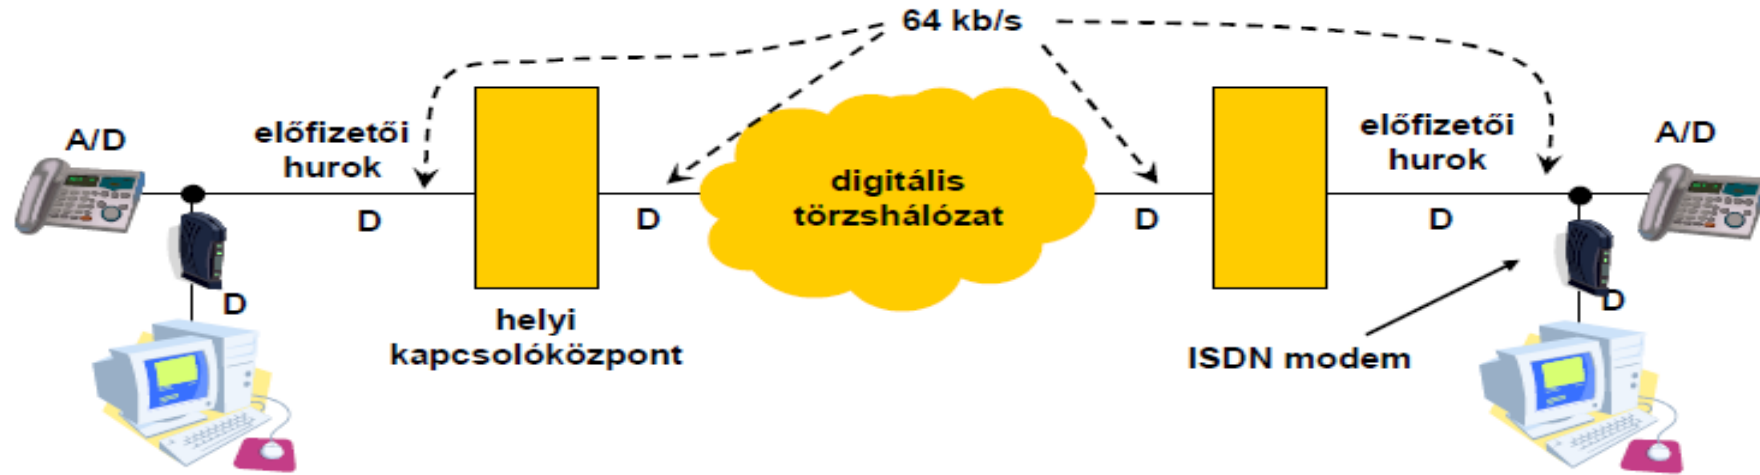 64 kb/s
A/D
előfizetői
hurok
D
D
D
helyi
kapcsolóközpont
digitális
törzshálózat
D
előfizetői
hurok
D
A/D
D
ISDN modem